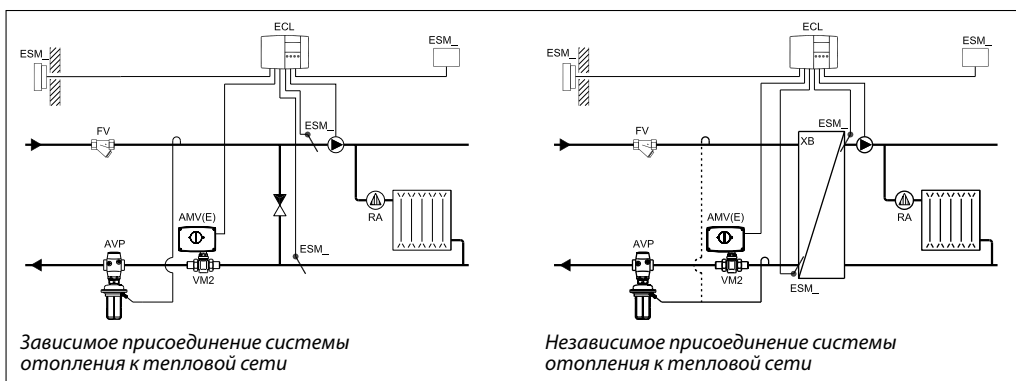 ECL
ESM_
ESM_
FV
ESM_
AMV(E)
RA
AVP
ESM_
VM2
Зависимое присоединение системы
отопления к тепловой сети
ECL
ESM_
ESM_
ESM_
FV
XB
AMV(E)
RA
AVP
VM2
ESM_
Независимое присоединение системы
отопления к тепловой сети